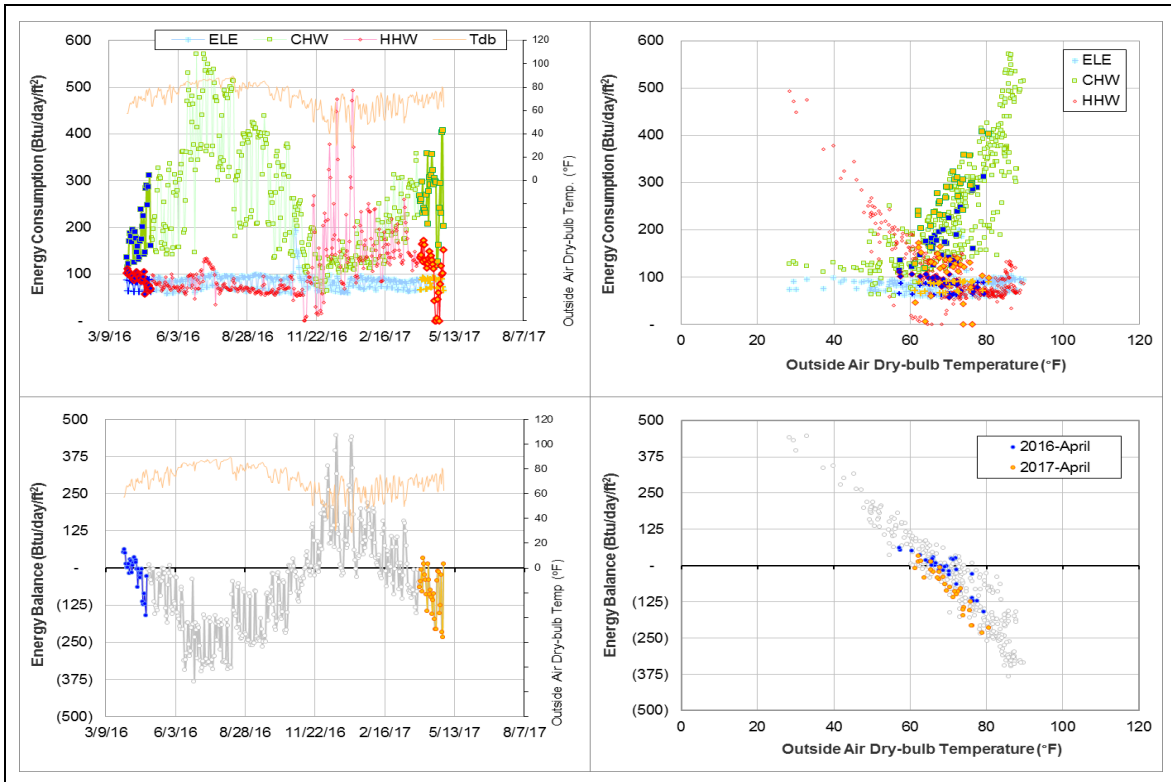 ELE CHW HHW Tdb
Energy Consumption (Btu/day/ft²)
600
500
400
300
200
100
-
120
100
80
60
40
20
0
Outside Air Dry-bulb Temp. (°F)
3/9/16 6/3/16 8/28/16 11/22/16 2/16/17 5/13/17 8/7/17
Energy Consumption (Btu/day/ft²)
600
500
400
300
200
100
-
ELE
CHW
HHW
0 20 40 60 80 100 120
Outside Air Dry-bulb Temperature (°F)
Energy Balance (Btu/day/ft²)
500
375
250
125
-
(125)
(250)
(375)
(500)
120
100
80
60
40
20
0
Outside Air Dry-bulb Temp (°F)
3/9/16 6/3/16 8/28/16 11/22/16 2/16/17 5/13/17 8/7/17
Energy Balance (Btu/day/ft²)
500
375
250
125
-
(125)
(250)
(375)
(500)
2016-April
2017-April
0 20 40 60 80 100 120
Outside Air Dry-bulb Temperature (°F)